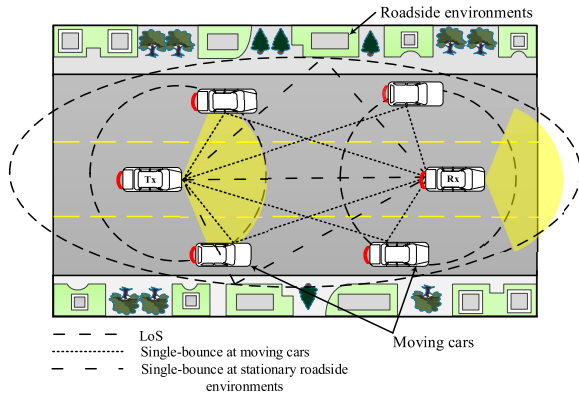 Roadside environments
Tx
Rx
Moving cars
LoS
Single-bounce at moving cars
Single-bounce at stationary roadside
environments